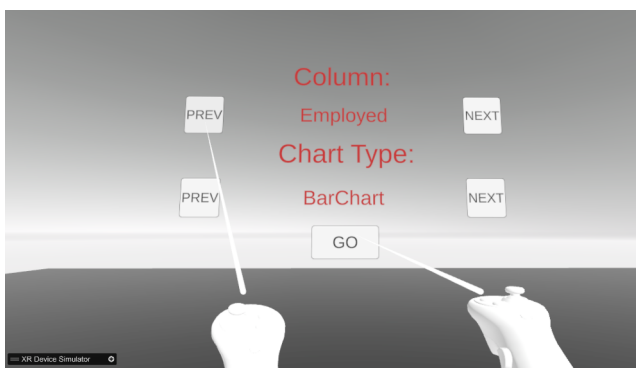 Column:
PREV
Employed
NEXT
Chart Type:
PREV
BarChart
NEXT
GO
XR Device Simulator